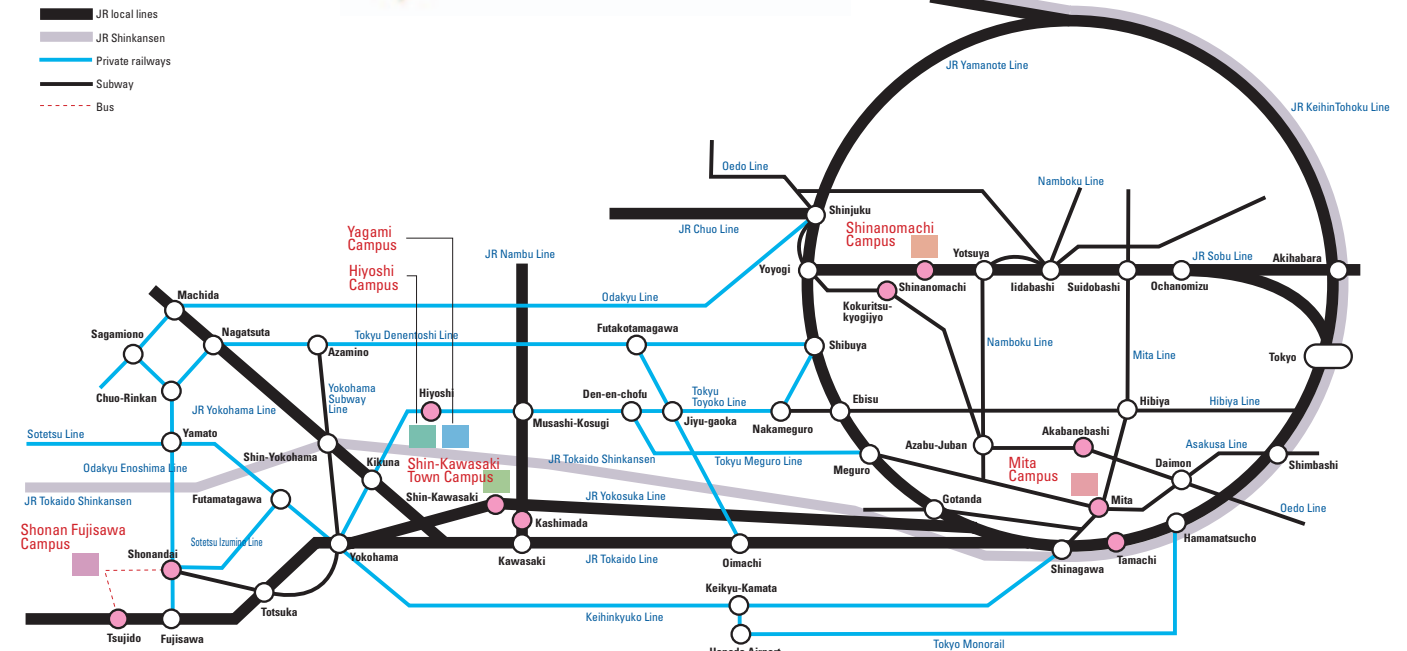 JR local lines
JR Shinkansen
Private railways
Subway
Bus
JR Yamanote Line
JR KeihinTohoku Line
Oedo Line
Namboku Line
Shinjuku
JR Chuo Line
Shinanomachi
Campus
Yagami
Campus
Hiyoshi
Campus
JR Nambu Line
Yoyogi
Shinanomachi
Yotsuya
Iidabashi
Suidobashi
JR Sobu Line
Ochanomizu
Akihabara
Kokuritsu-
kyogijyo
Machida
Odakyu Line
Sagamiono
Nagatsuta
Azamino
Tokyu Denentoshi Line
Futakotamagawa
Shibuya
Namboku Line
Mita Line
Tokyo
Chuo-Rinkan
JR Yokohama Line
Yokohama
Subway
Line
Hiyoshi
Musashi-Kosugi
Den-en-chofu
Jiyu-gaoka
Tokyu
Toyoko Line
Nakameguro
Ebisu
Hibiya
Hibiya Line
Sotetsu Line
Yamato
Odakyu Enoshima Line
Shin-Yokohama
Kikuna
Shin-Kawasaki
Town Campus
JR Tokaido Shinkansen
Tokyu Meguro Line
Meguro
Azabu-Juban
Akabanebashi
Mita
Campus
Daimon
Asakusa Line
Shimbashi
JR Tokaido Shinkansen
Futamatagawa
Shin-Kawasaki
JR Yokosuka Line
Kashimada
Gotanda
Mita
Oedo Line
Shonan Fujisawa
Campus
Shonandai
Sotetsu Izumino Line
Yokohama
Kawasaki
JR Tokaido Line
Oimachi
Shinagawa
Tamachi
Hamamatsucho
Totsuka
Tsujido
Fujisawa
Keikyu-Kamata
Keihinkyuko Line
Tokyo Monorail
Haneda Airport